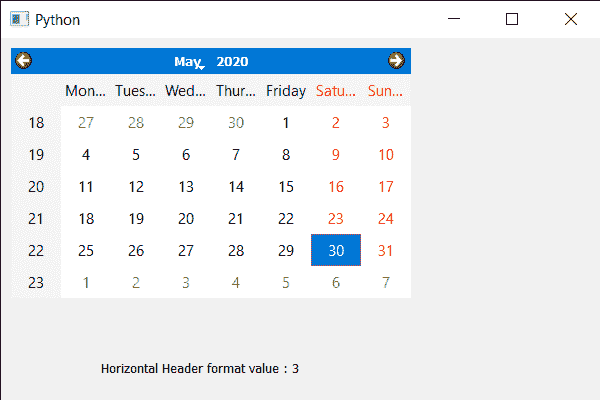 Python
May 2020
Mon... Tues... Wed... Thur... Friday Satu... Sun...
18 27 28 29 30 1 2 3
19 4 5 6 7 8 9 10
20 11 12 13 14 15 16 17
21 18 19 20 21 22 23 24
22 25 26 27 28 29 30 31
23 1 2 3 4 5 6 7
Horizontal Header format value : 3